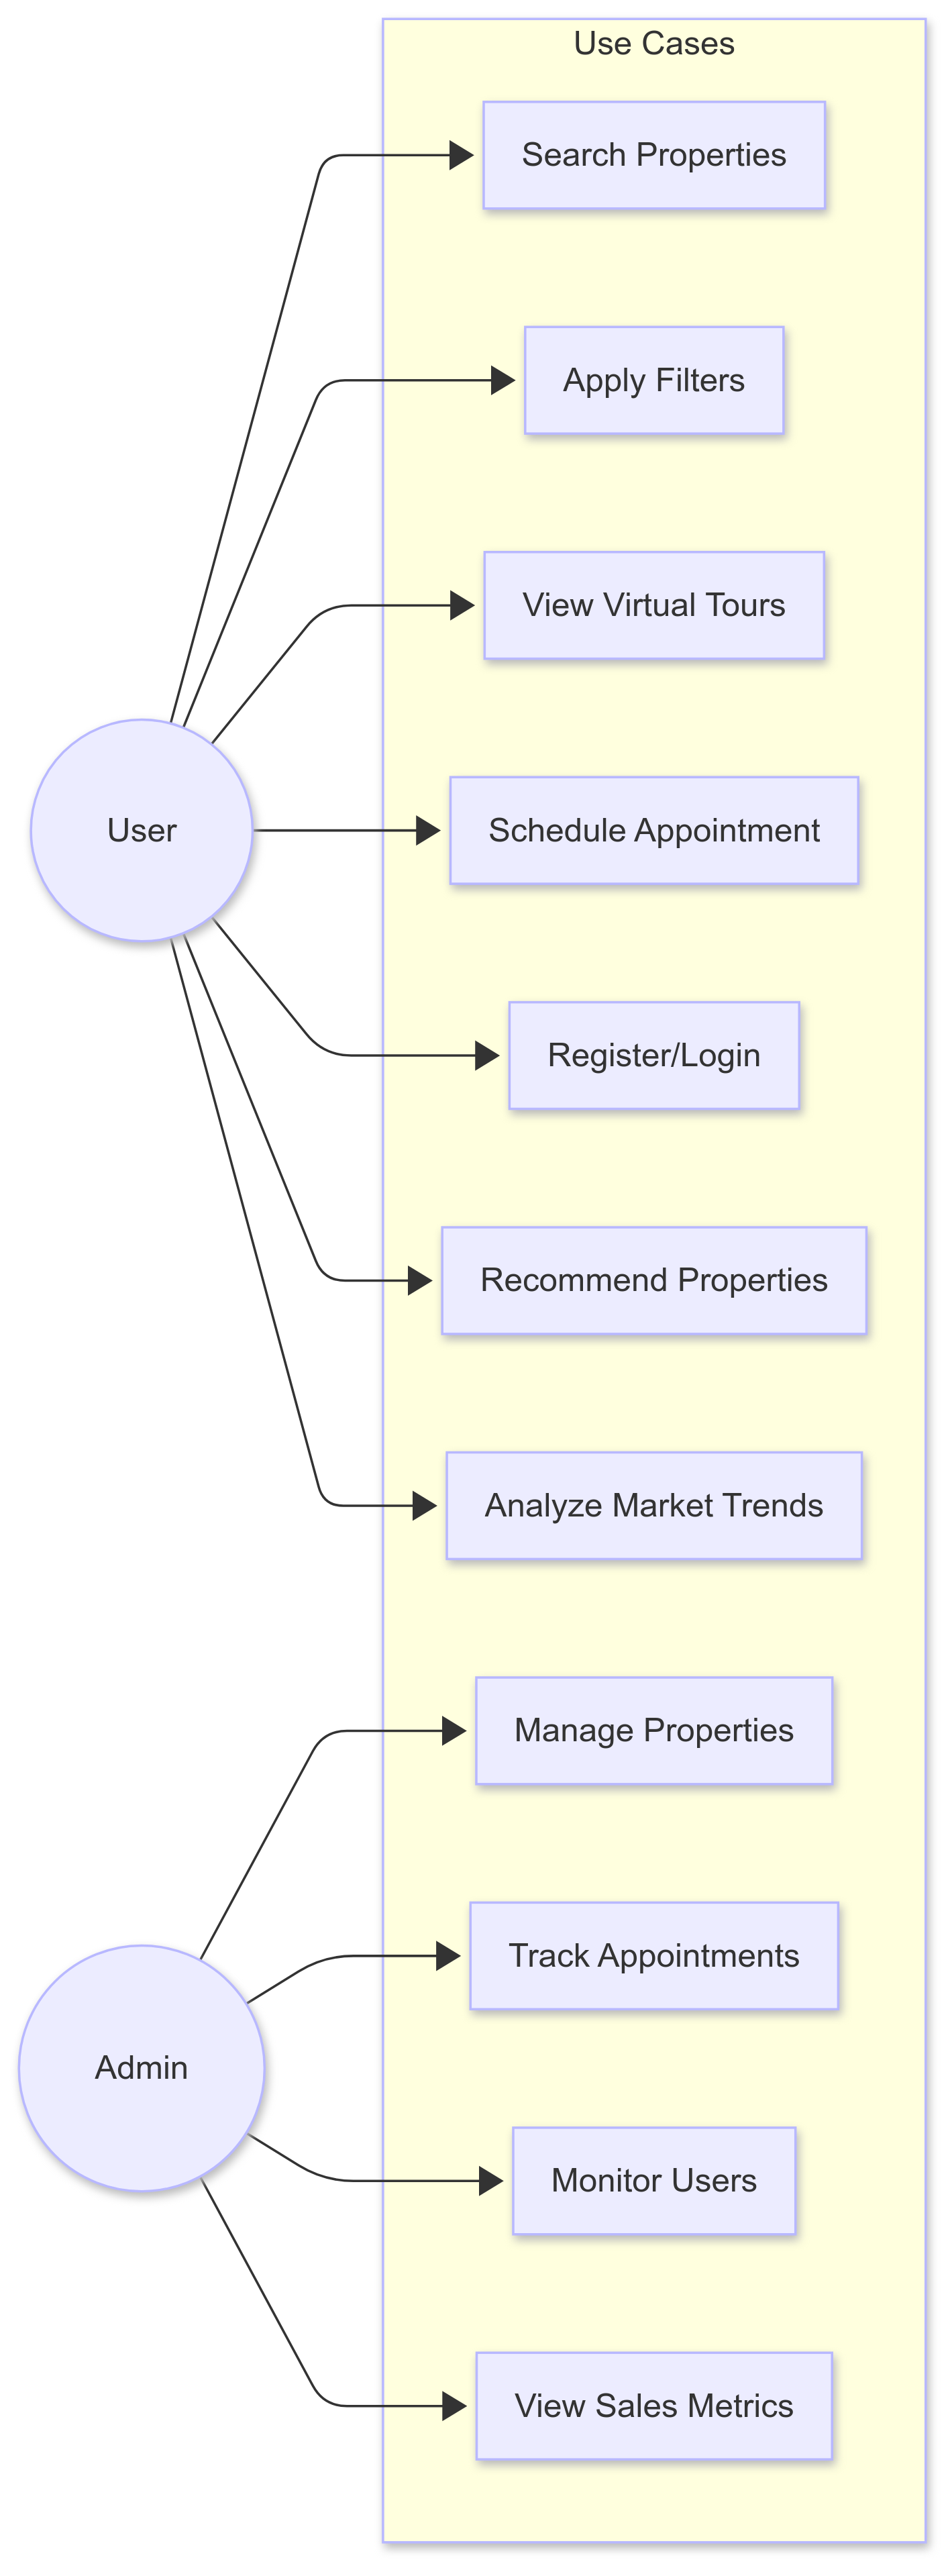 Use Cases
Search Properties
Apply Filters
View Virtual Tours
User
Schedule Appointment
Register/Login
Recommend Properties
Analyze Market Trends
Manage Properties
Track Appointments
Admin
Monitor Users
View Sales Metrics